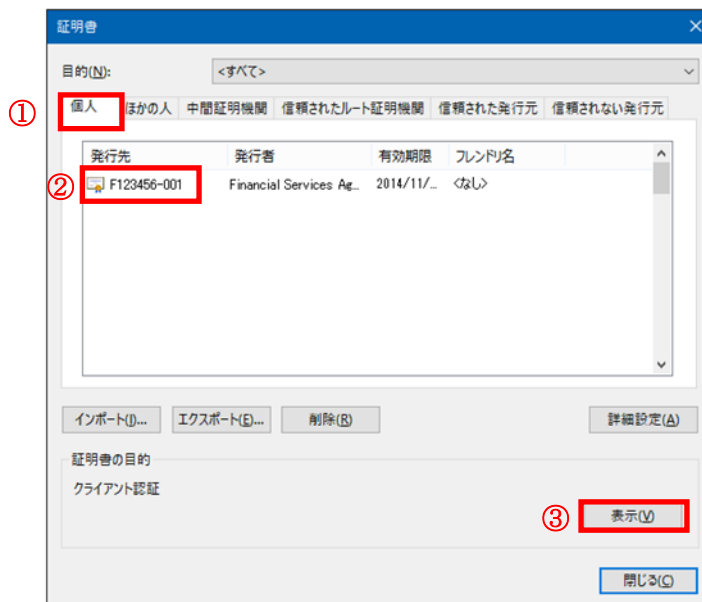 証明書
目的(N): <すべて>
① 個人 ほかの人 中間証明機関 信頼されたルート証明機関 信頼された発行元 信頼されない発行元
発行先 発行者 有効期限 フレンドリ名
② F123456-001 Financial Services Ag... 2014/11/... <なし>
インポート(I)... エクスポート(E)... 削除(R) 詳細設定(A)
証明書の目的
クライアント認証
③ 表示(V)
閉じる(C)